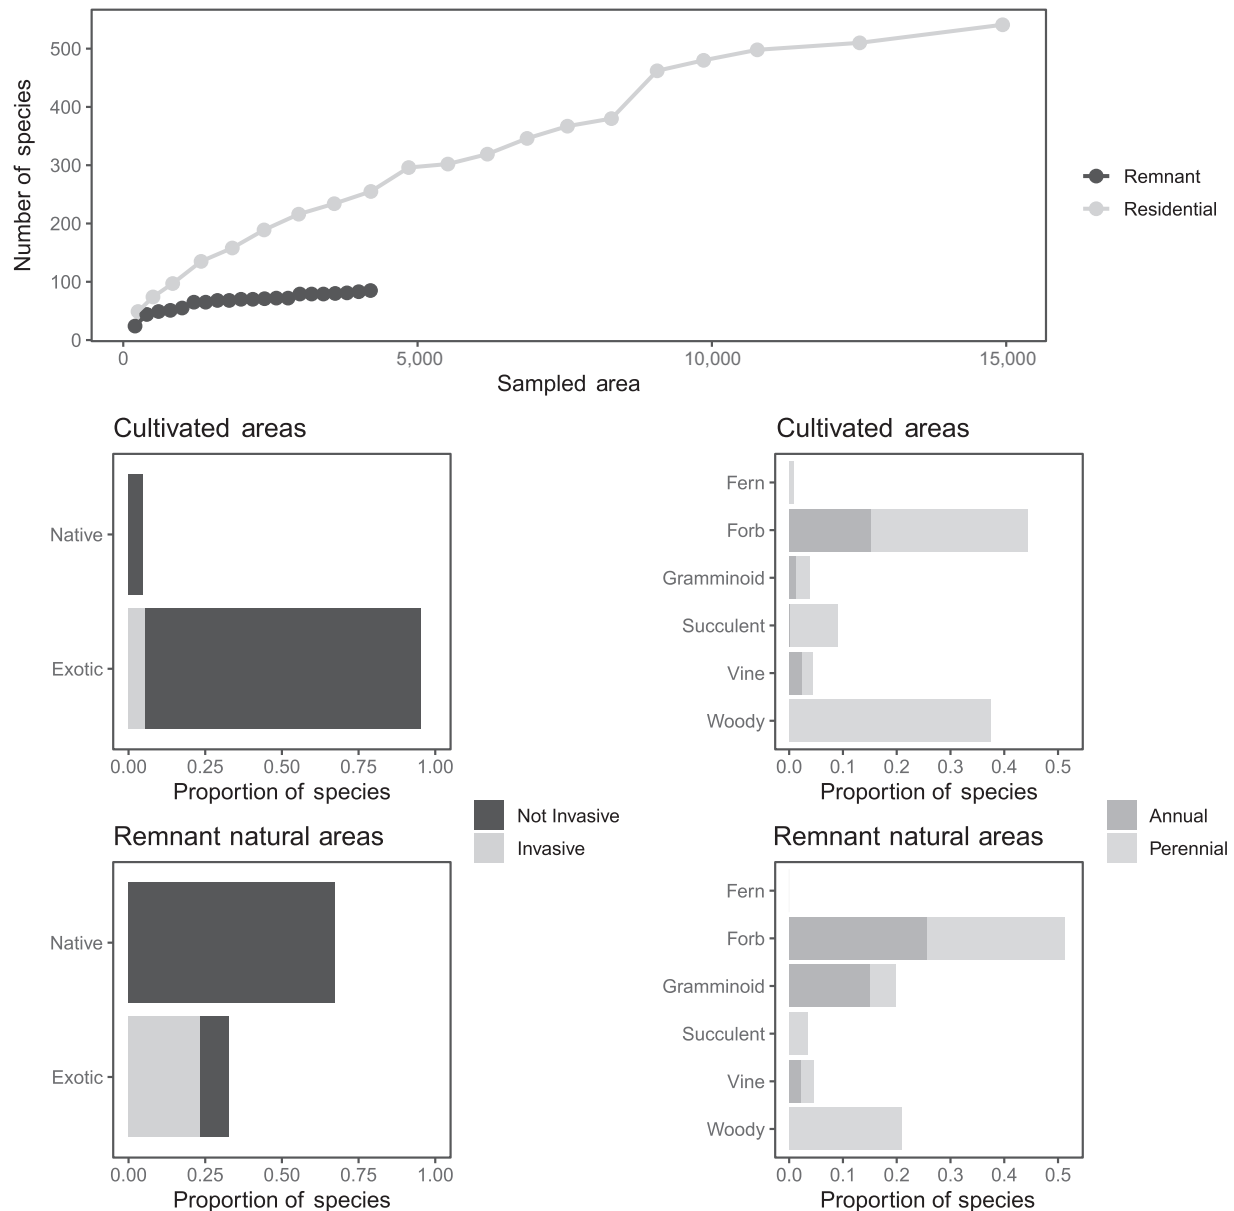 Number of species
500
400
300
200
100
0
0 5,000 10,000 15,000
Sampled area
Remnant
Residential
Cultivated areas
Native
Exotic
0.00 0.25 0.50 0.75 1.00
Proportion of species
Cultivated areas
Fern
Forb
Gramminoid
Succulent
Vine
Woody
0.0 0.1 0.2 0.3 0.4 0.5
Proportion of species
Not Invasive
Invasive
Annual
Perennial
Remnant natural areas
Native
Exotic
0.00 0.25 0.50 0.75 1.00
Proportion of species
Remnant natural areas
Fern
Forb
Gramminoid
Succulent
Vine
Woody
0.0 0.1 0.2 0.3 0.4 0.5
Proportion of species